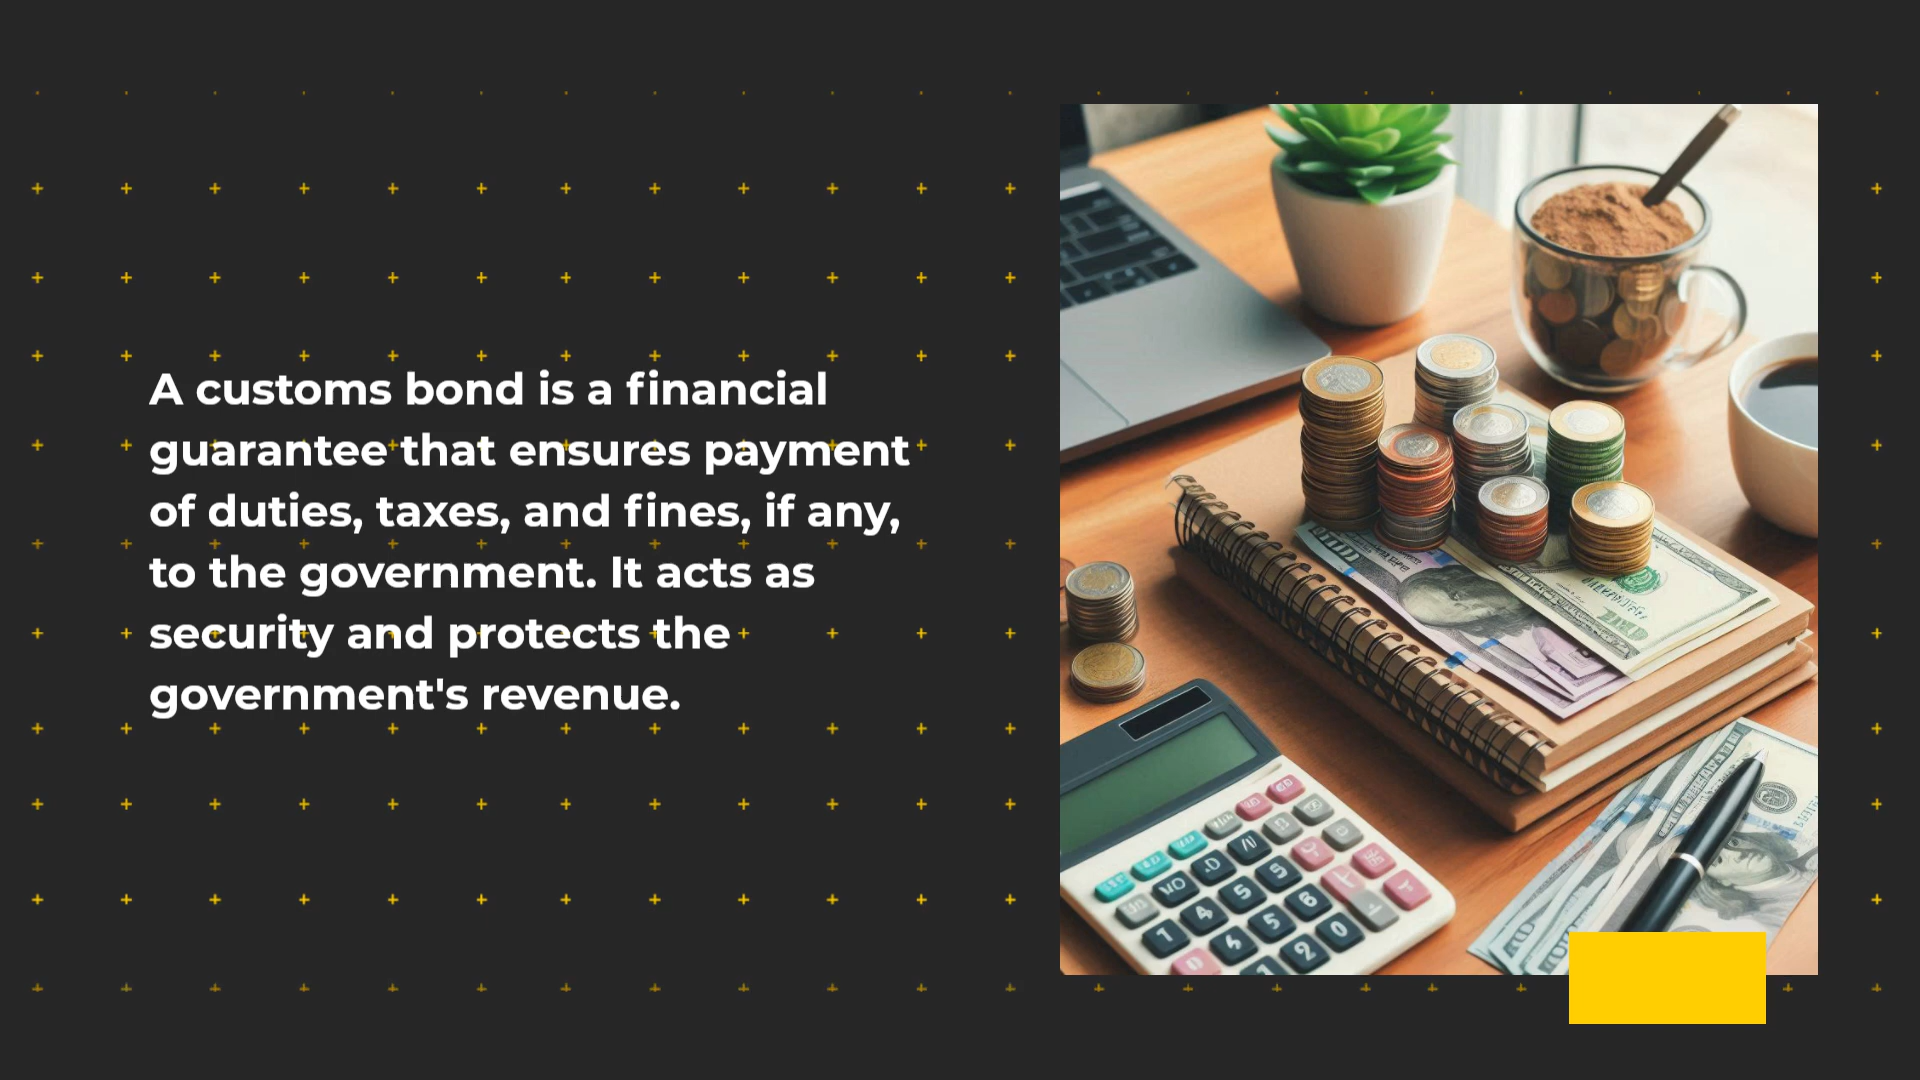 A customs bond is a financial
guarantee that ensures payment
of duties, taxes, and fines, if any,
to the government. It acts as
security and protects the
government's revenue.